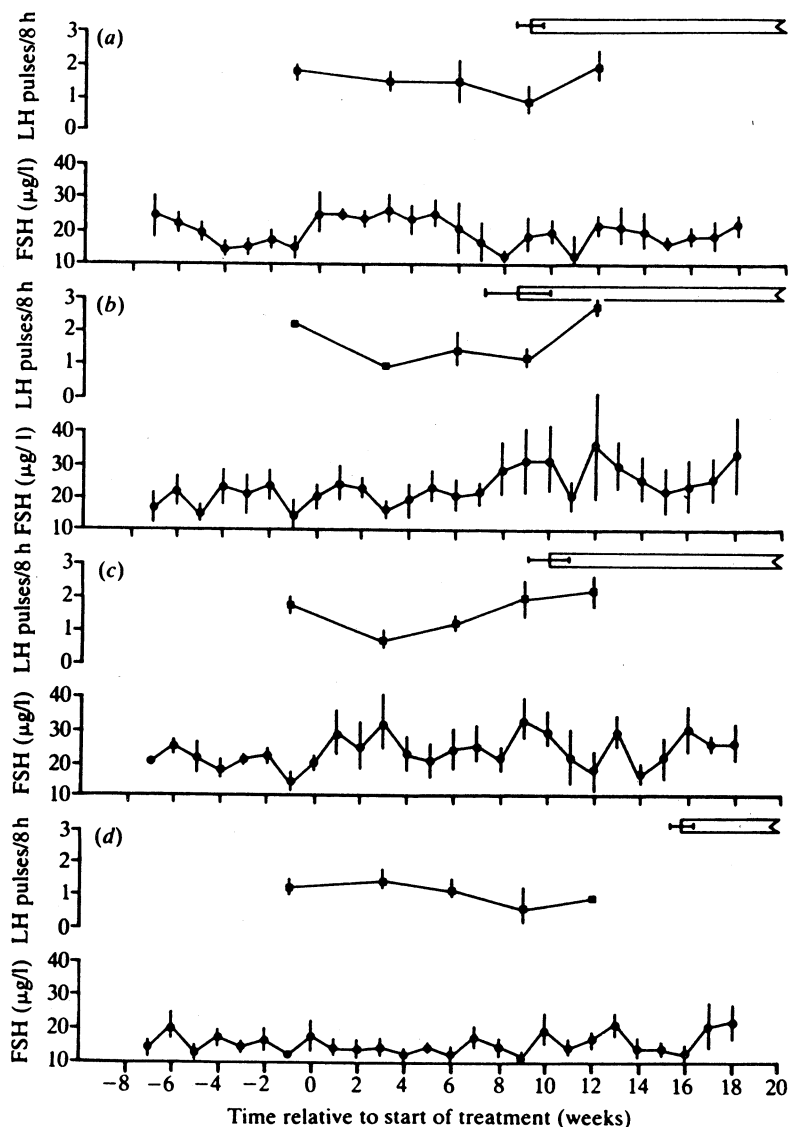 (a)
LH pulses/8 h
3
2
1
0
FSH (µg/l)
40
30
20
10
(b)
LH pulses/8 h
3
2
1
0
FSH (µg/ l)
40
30
20
10
(c)
LH pulses/8 h
3
2
1
0
FSH (µg/l)
40
30
20
10
(d)
LH pulses/8 h
3
2
1
0
FSH (µg/l)
40
30
20
10
−8 −6 −4 −2 0 2 4 6 8 10 12 14 16 18 20
Time relative to start of treatment (weeks)